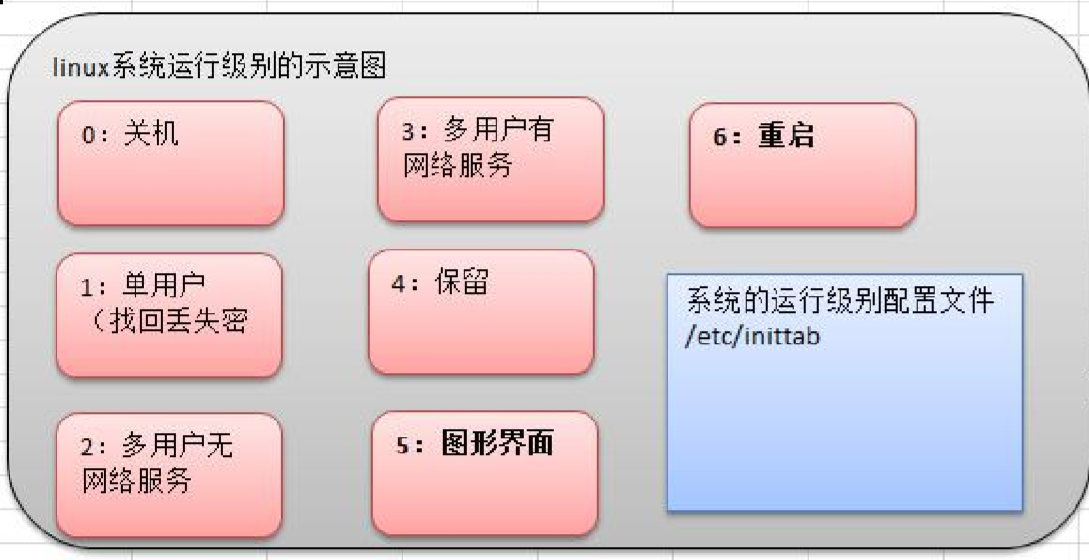 linux系统运行级别的示意图
0：关机
3：多用户有
网络服务
6：重启
1：单用户
（找回丢失密
4：保留
系统的运行级别配置文件
/etc/inittab
2：多用户无
网络服务
5：图形界面